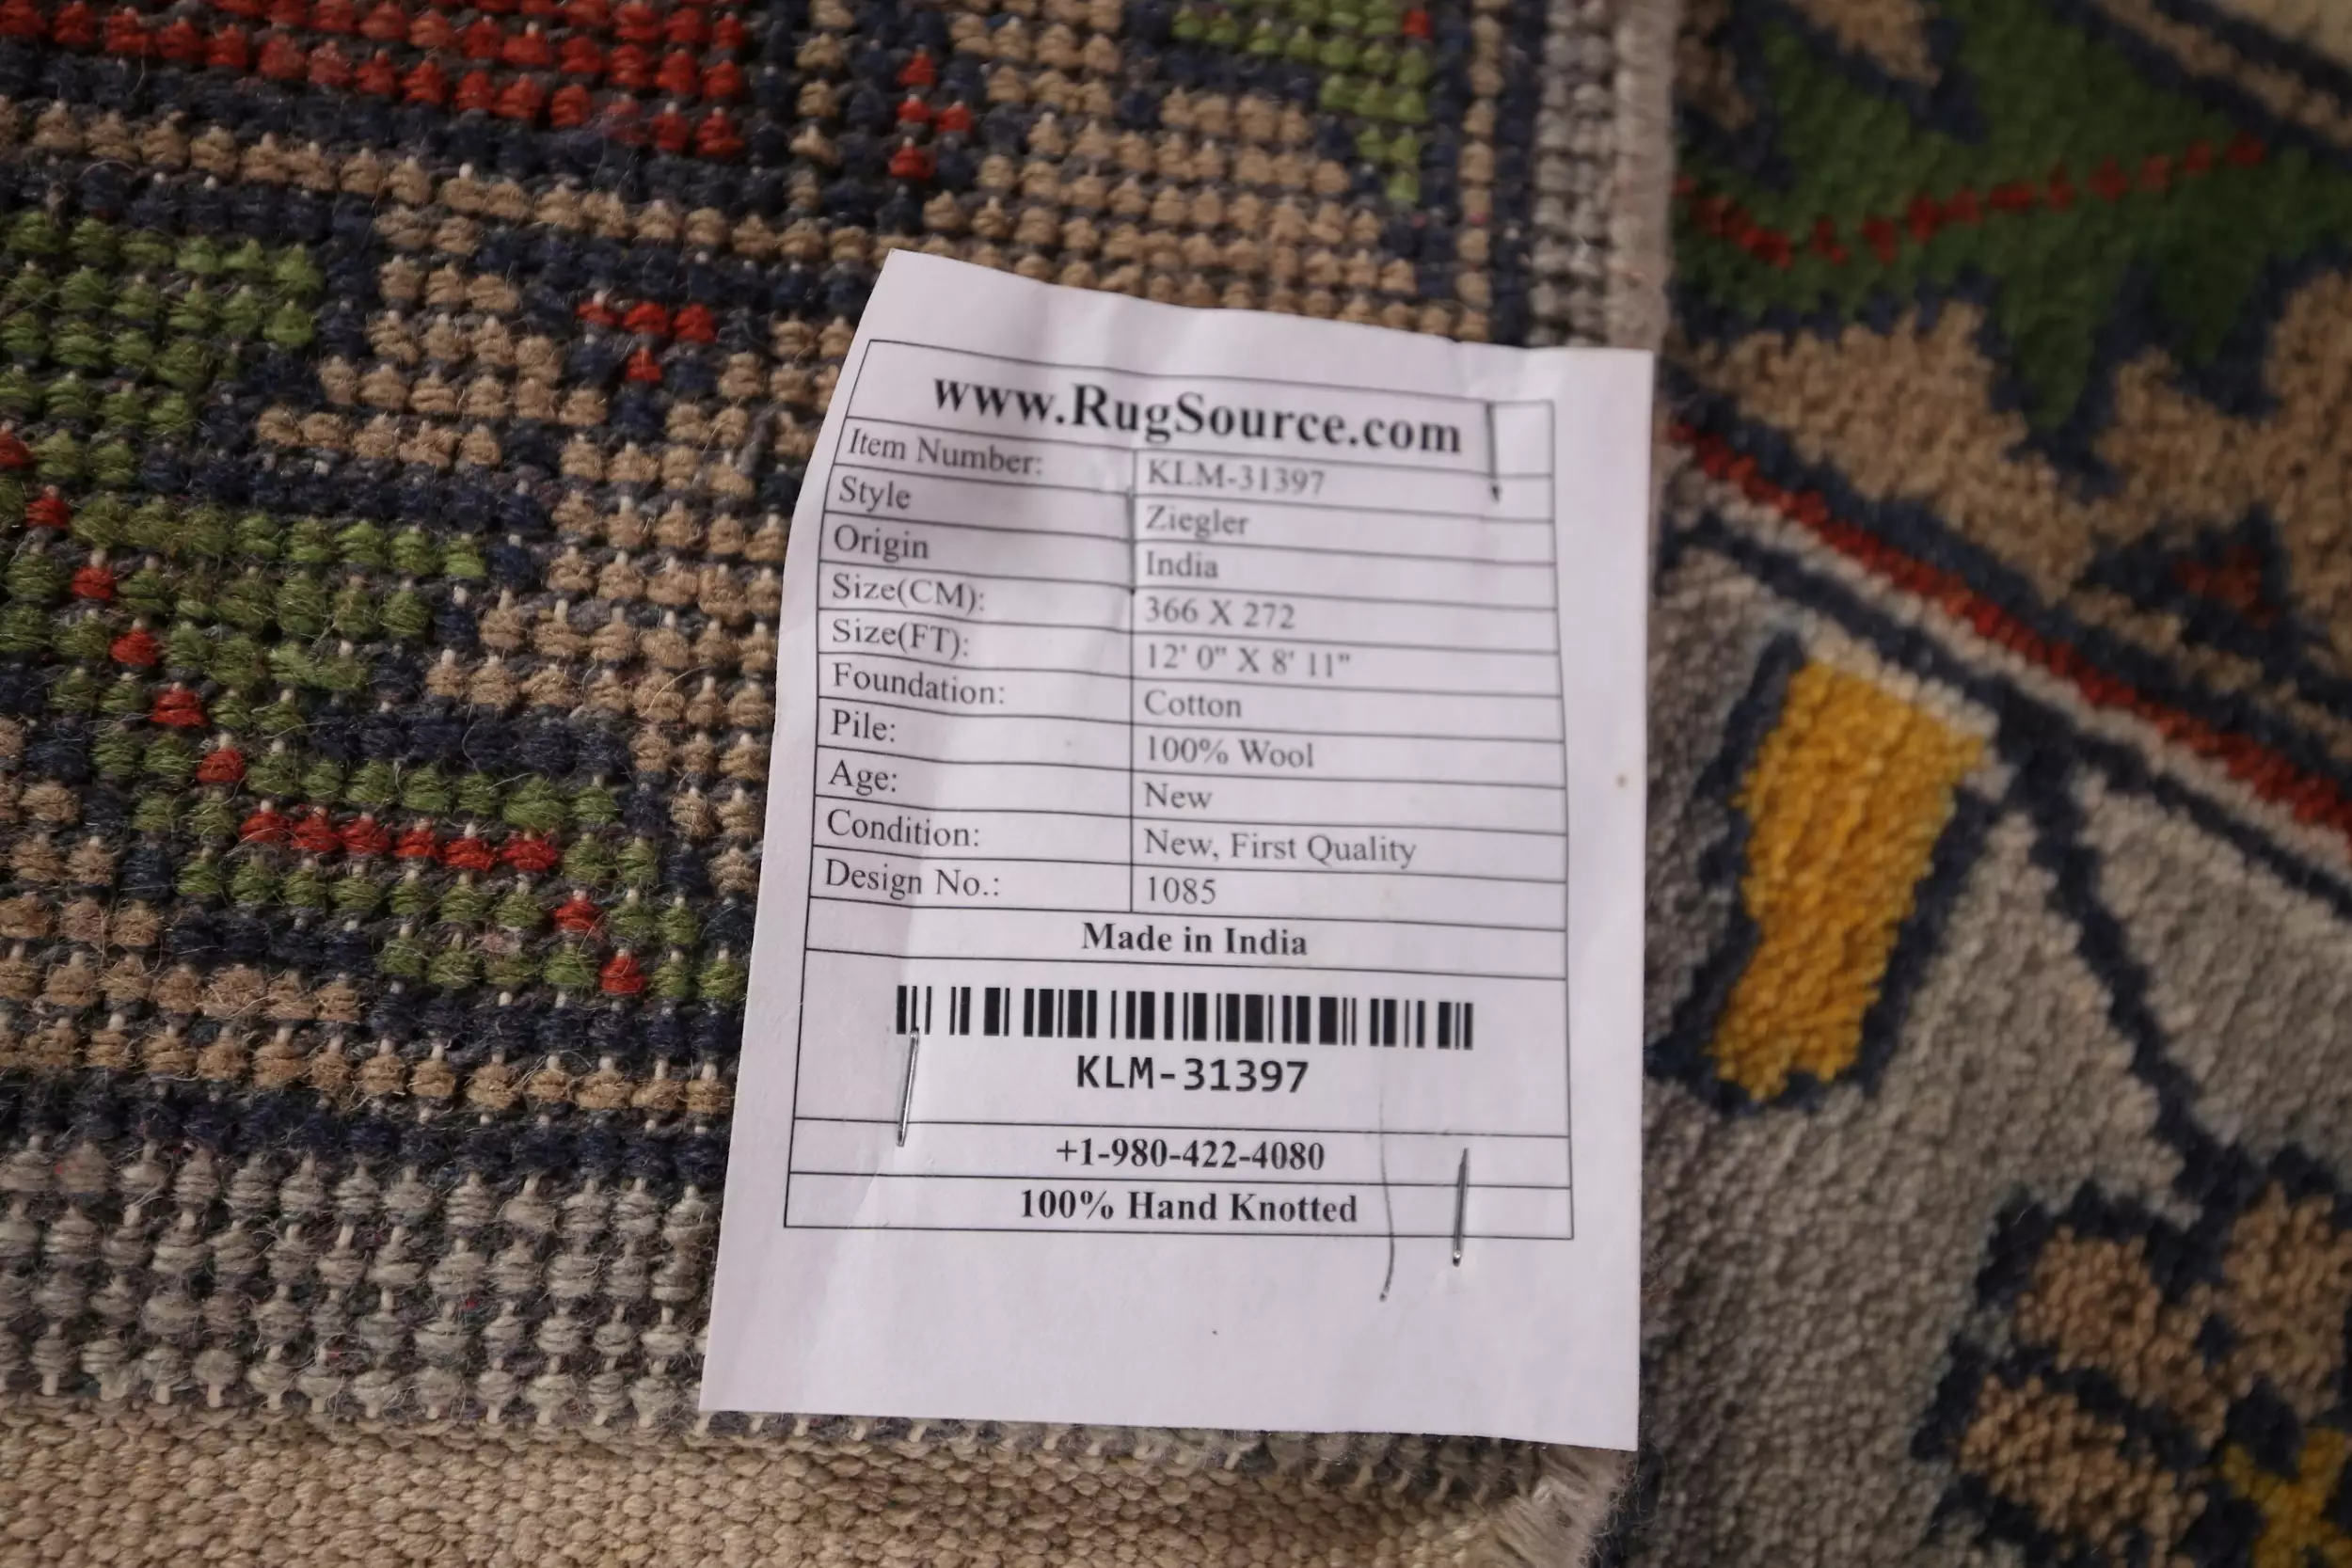 www.RugSource.com
Item Number: KLM-31397
Style Ziegler
Origin India
Size(CM): 366 X 272
Size(FT): 12' 0" X 8' 11"
Foundation: Cotton
Pile: 100% Wool
Age: New
Condition: New, First Quality
Design No.: 1085
Made in India
KLM-31397
+1-980-422-4080
100% Hand Knotted